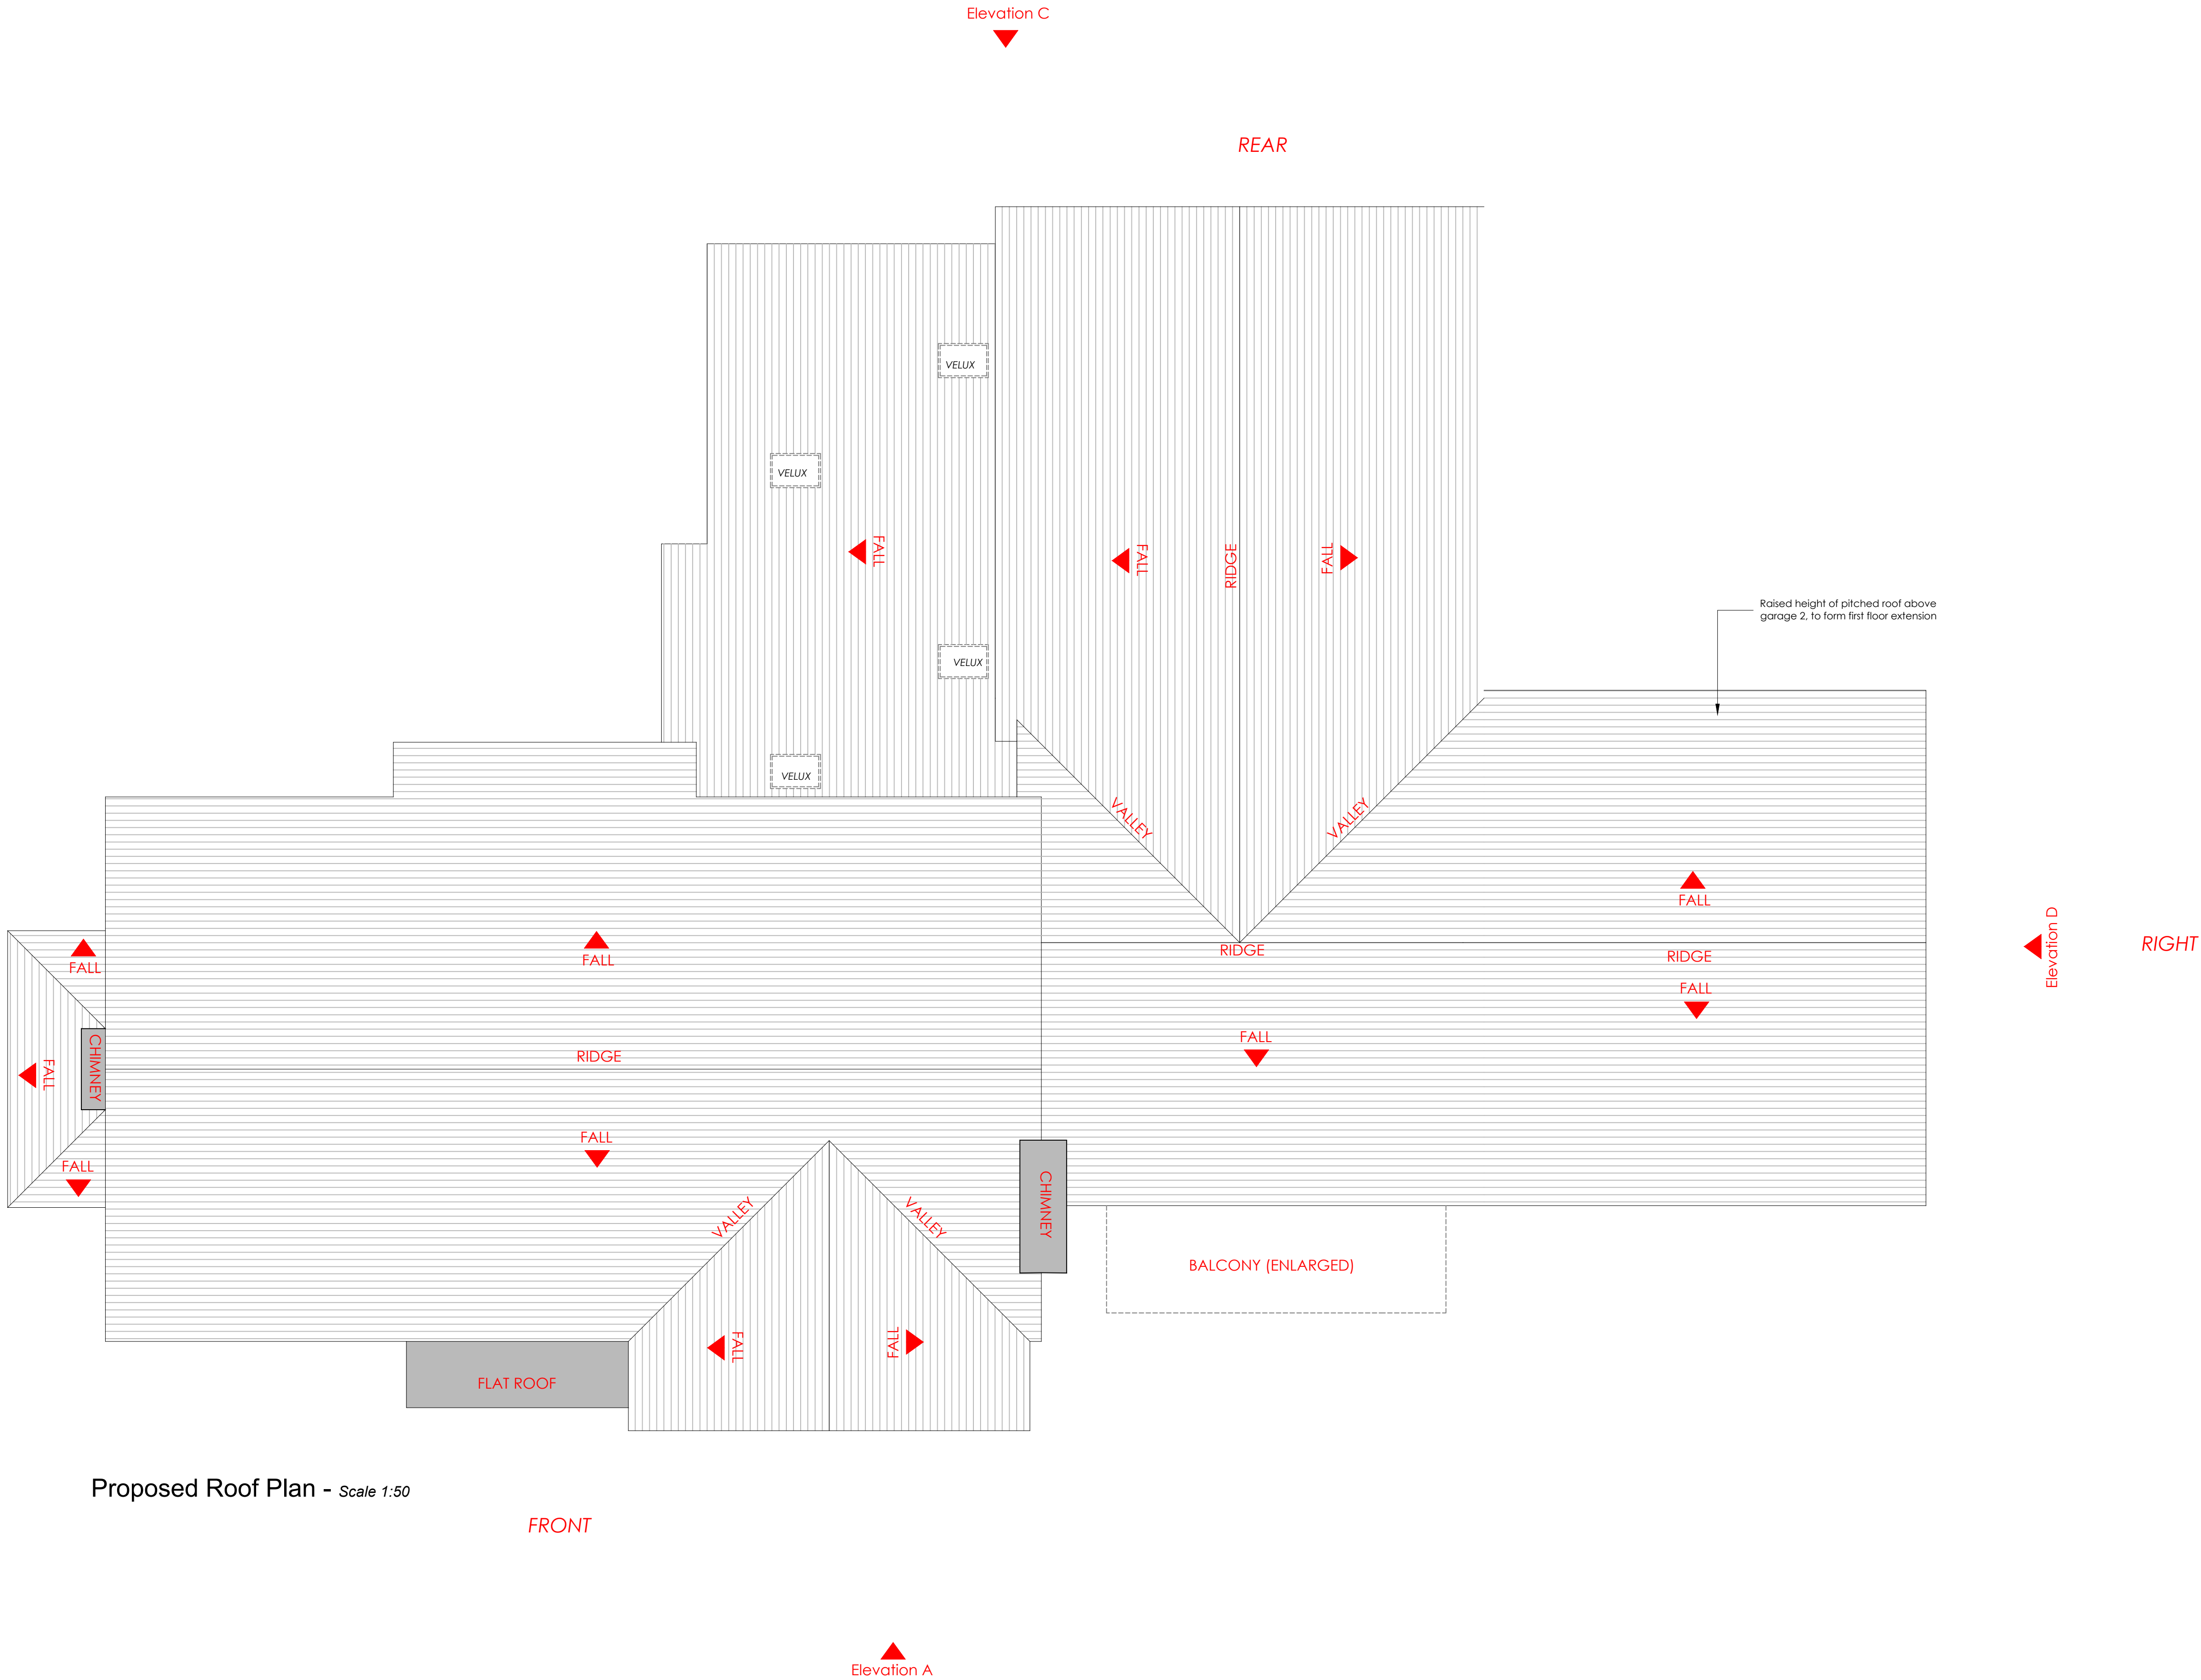 Elevation C
REAR
VELUX
VELUX
FALL
FALL
RIDGE
FALL
Raised height of pitched roof above
garage 2, to form first floor extension
VELUX
VELUX
VALLEY
VALLEY
FALL
Elevation D
RIGHT
RIDGE
RIDGE
FALL
FALL
FALL
FALL
RIDGE
FALL
CHIMNEY
FALL
FALL
FALL
VALLEY
VALLEY
CHIMNEY
BALCONY (ENLARGED)
FALL
FALL
FLAT ROOF
Proposed Roof Plan - Scale 1:50
FRONT
Elevation A